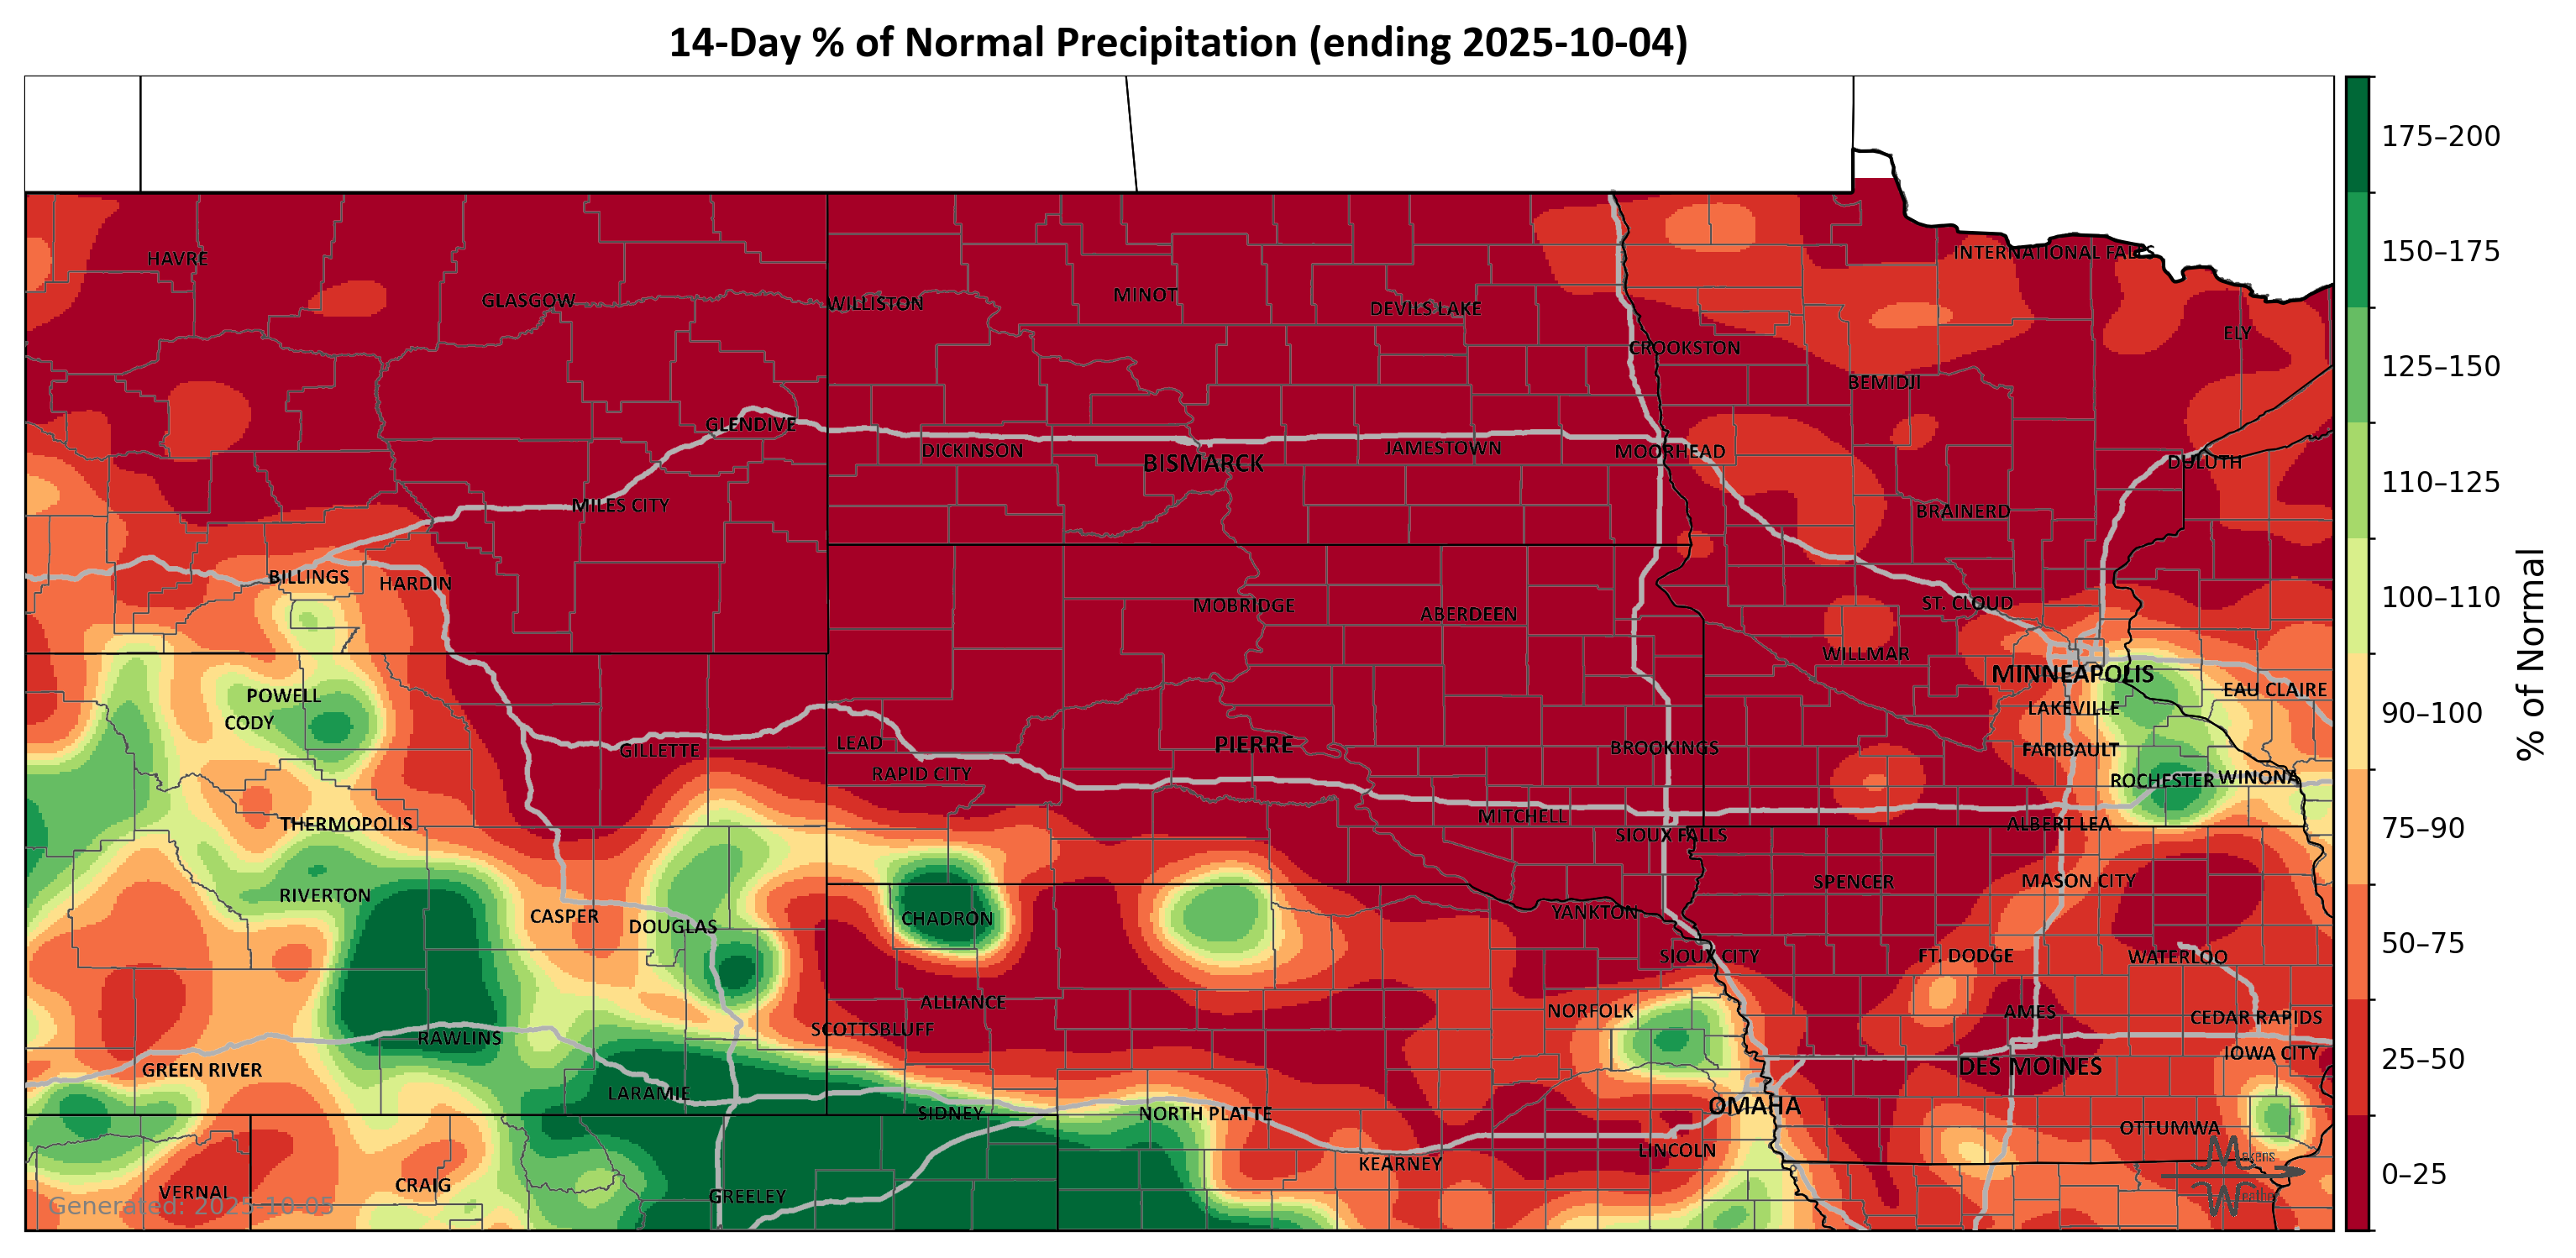 14-Day % of Normal Precipitation (ending 2025-10-04)
175–200
150–175
125–150
110–125
100–110
90–100
75–90
50–75
25–50
0–25
% of Normal
HAVRE
GLASGOW
WILLISTON
MINOT
DEVILS LAKE
INTERNATIONAL FALLS
ELY
CROOKSTON
BEMIDJI
GLENDIVE
DICKINSON
BISMARCK
JAMESTOWN
MOORHEAD
DULUTH
MILES CITY
BRAINERD
BILLINGS
HARDIN
MOBRIDGE
ABERDEEN
ST. CLOUD
WILLMAR
MINNEAPOLIS
EAU CLAIRE
POWELL
CODY
LAKEVILLE
GILLETTE
LEAD
PIERRE
BROOKINGS
FARIBAULT
RAPID CITY
ROCHESTER
WINONA
THERMOPOLIS
MITCHELL
SIOUX FALLS
ALBERT LEA
RIVERTON
SPENCER
MASON CITY
CASPER
DOUGLAS
CHADRON
YANKTON
SIOUX CITY
FT. DODGE
WATERLOO
ALLIANCE
NORFOLK
AMES
CEDAR RAPIDS
SCOTTSBLUFF
RAWLINS
IOWA CITY
GREEN RIVER
DES MOINES
LARAMIE
OMAHA
SIDNEY
NORTH PLATTE
OTTUMWA
LINCOLN
KEARNEY
VERNAL
CRAIG
GREELEY
Generated: 2025-10-05
Makens
Weather